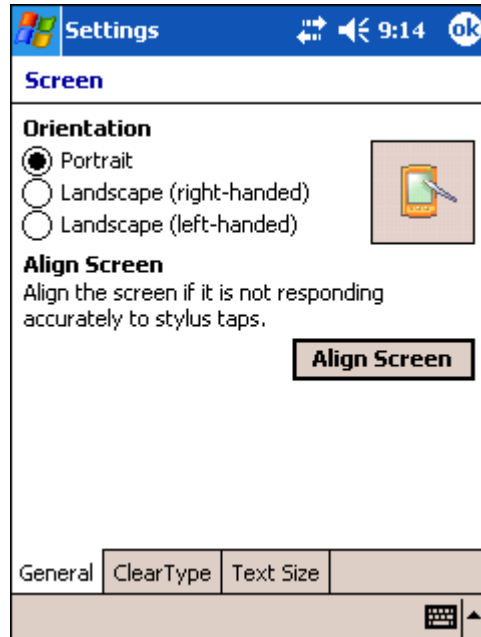 Settings 9:14 ok
Screen
Orientation
Portrait
Landscape (right-handed)
Landscape (left-handed)
Align Screen
Align the screen if it is not responding
accurately to stylus taps.
Align Screen
General ClearType Text Size